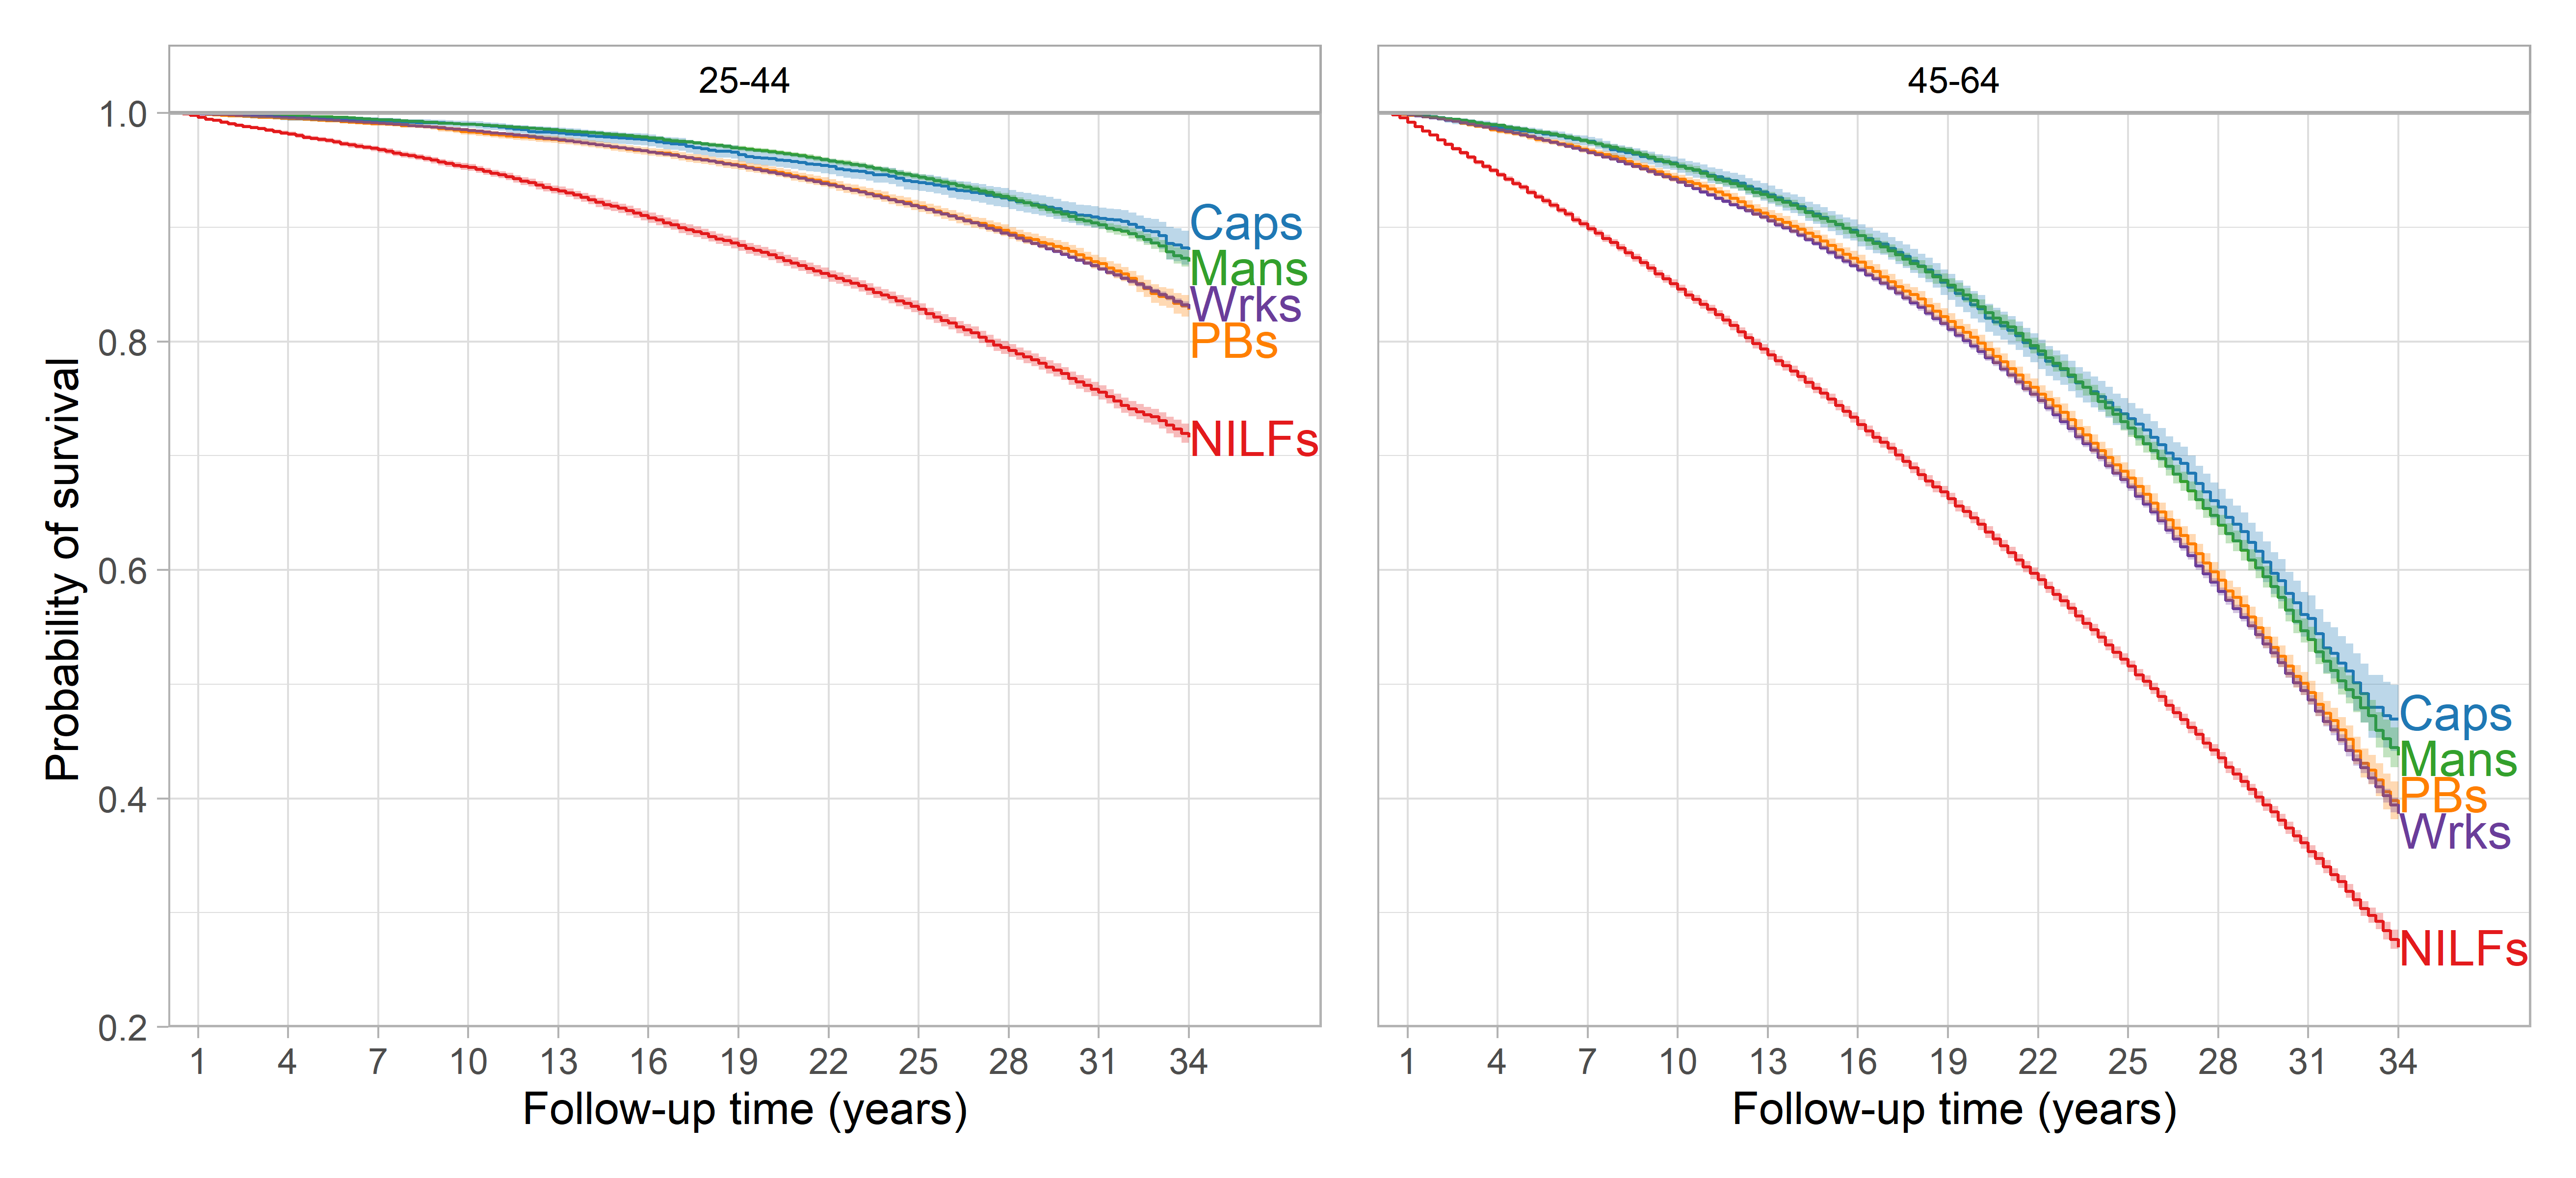 25-44
45-64
Probability of survival
1.0
0.8
0.6
0.4
0.2
Caps
Mans
Wrks
PBs
NILFs
Caps
Mans
PBs
Wrks
NILFs
1 4 7 10 13 16 19 22 25 28 31 34
1 4 7 10 13 16 19 22 25 28 31 34
Follow-up time (years)
Follow-up time (years)